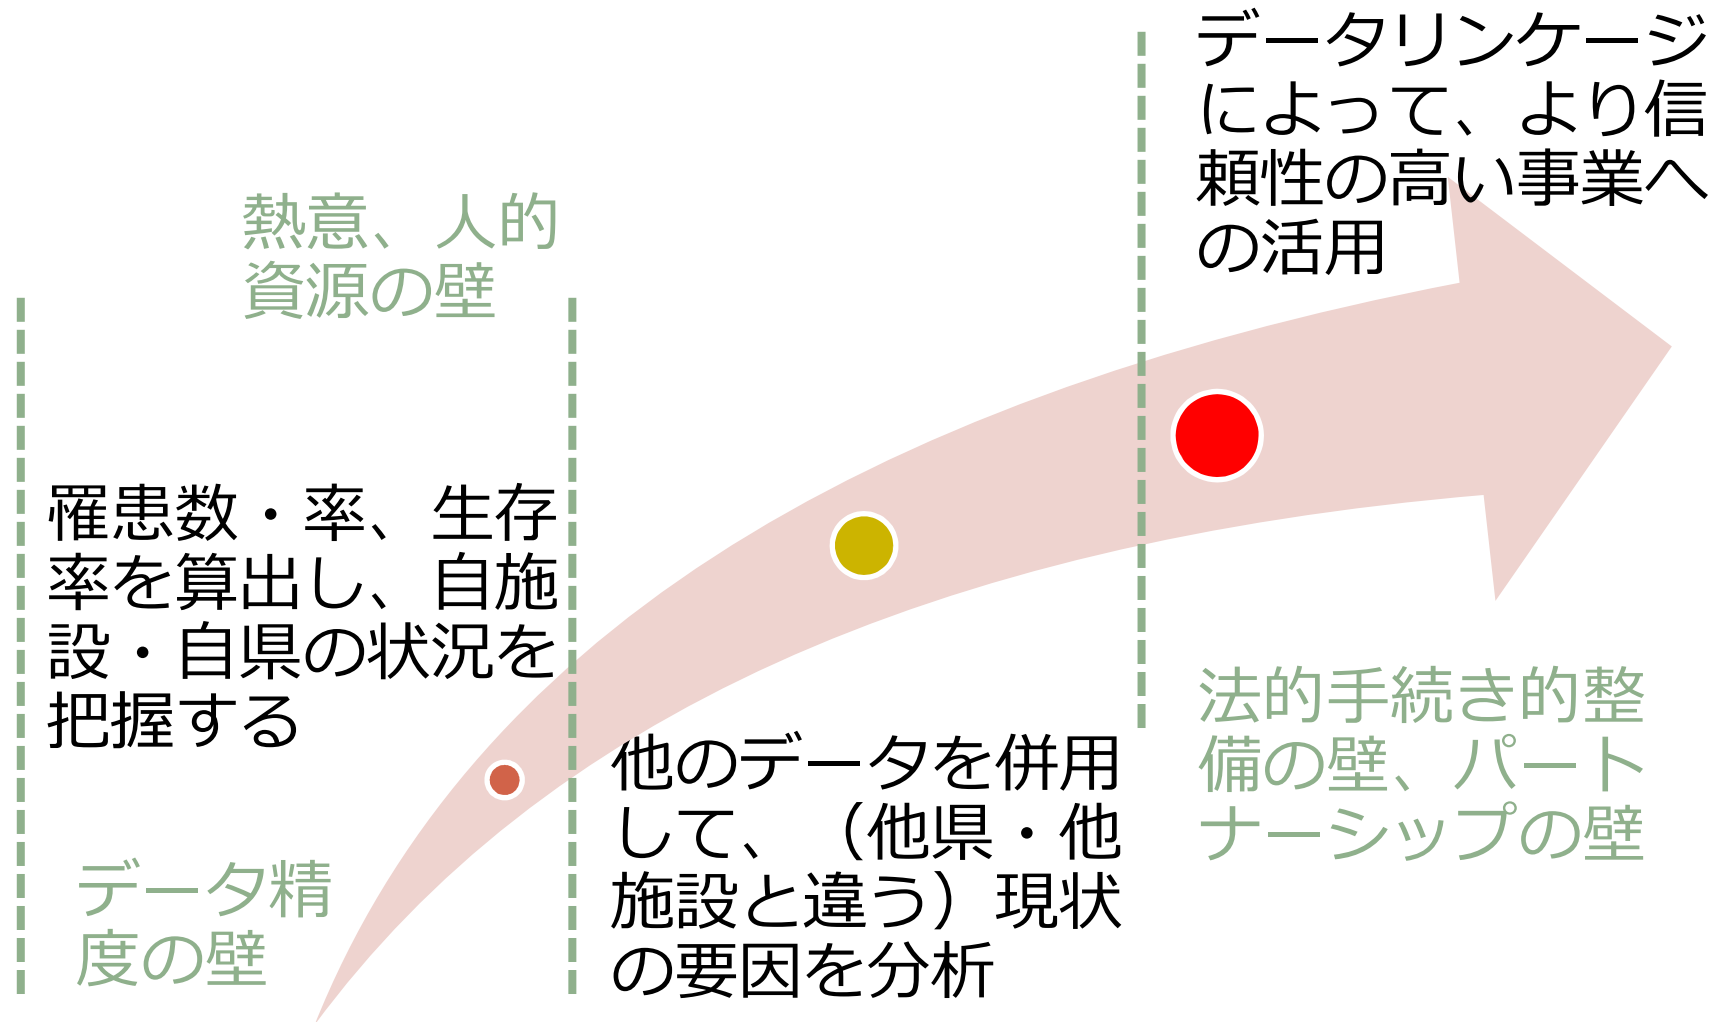 熱意、人的
資源の壁
罹患数・率、生存
率を算出し、自施
設・自県の状況を
把握する
データ精
度の壁
他のデータを併用
して、（他県・他
施設と違う）現状
の要因を分析
データリンケージ
によって、より信
頼性の高い事業へ
の活用
法的手続き的整
備の壁、パート
ナーシップの壁